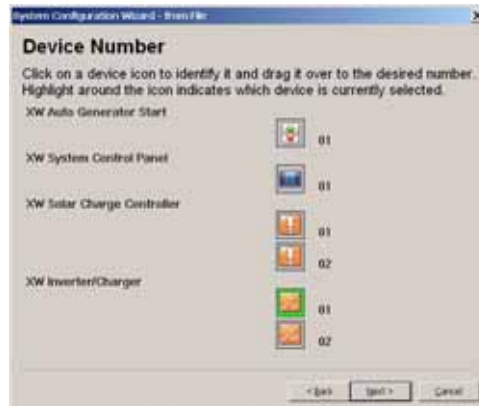 System Configuration Wizard - from File
Device Number
Click on a device icon to identify it and drag it over to the desired number.
Highlight around the icon indicates which device is currently selected.
XW Auto Generator Start
01
XW System Control Panel
01
XW Solar Charge Controller
01
02
XW Inverter/Charger
01
02
< Back Next > Cancel